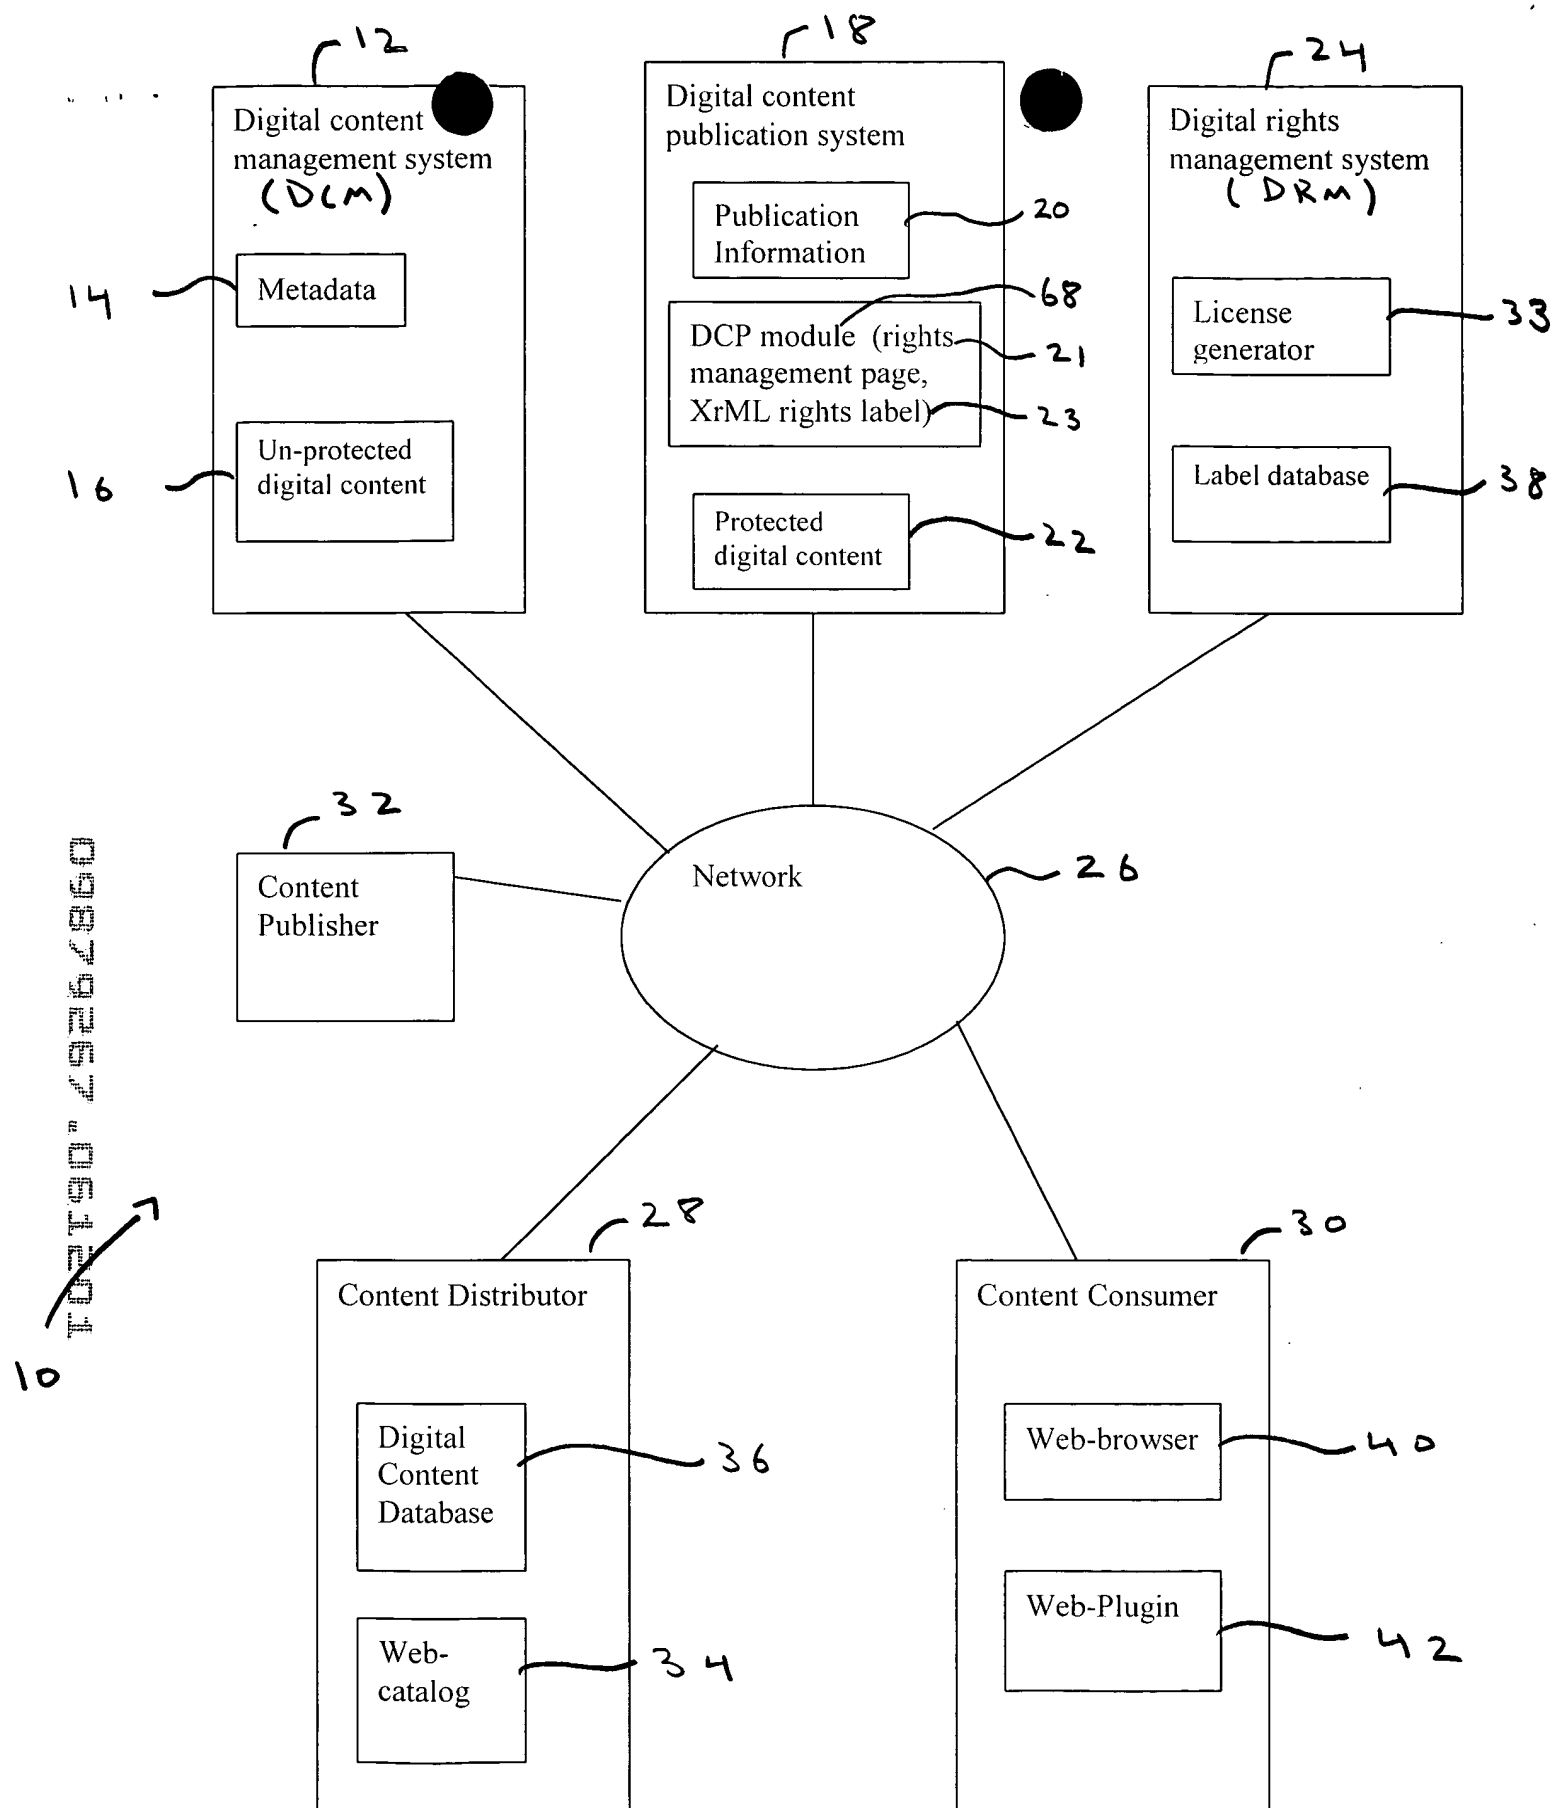 12
Digital content
management system
(DCM)
14
Metadata
16
Un-protected
digital content
18
Digital content
publication system
Publication
Information
20
68
DCP module (rights
management page,
XrML rights label)
21
23
Protected
digital content
22
24
Digital rights
management system
(DRM)
License
generator
33
Label database
38
32
Content
Publisher
Network
26
09879267.061201
10
28
Content Distributor
Digital
Content
Database
36
Web-
catalog
34
30
Content Consumer
Web-browser
40
Web-Plugin
42